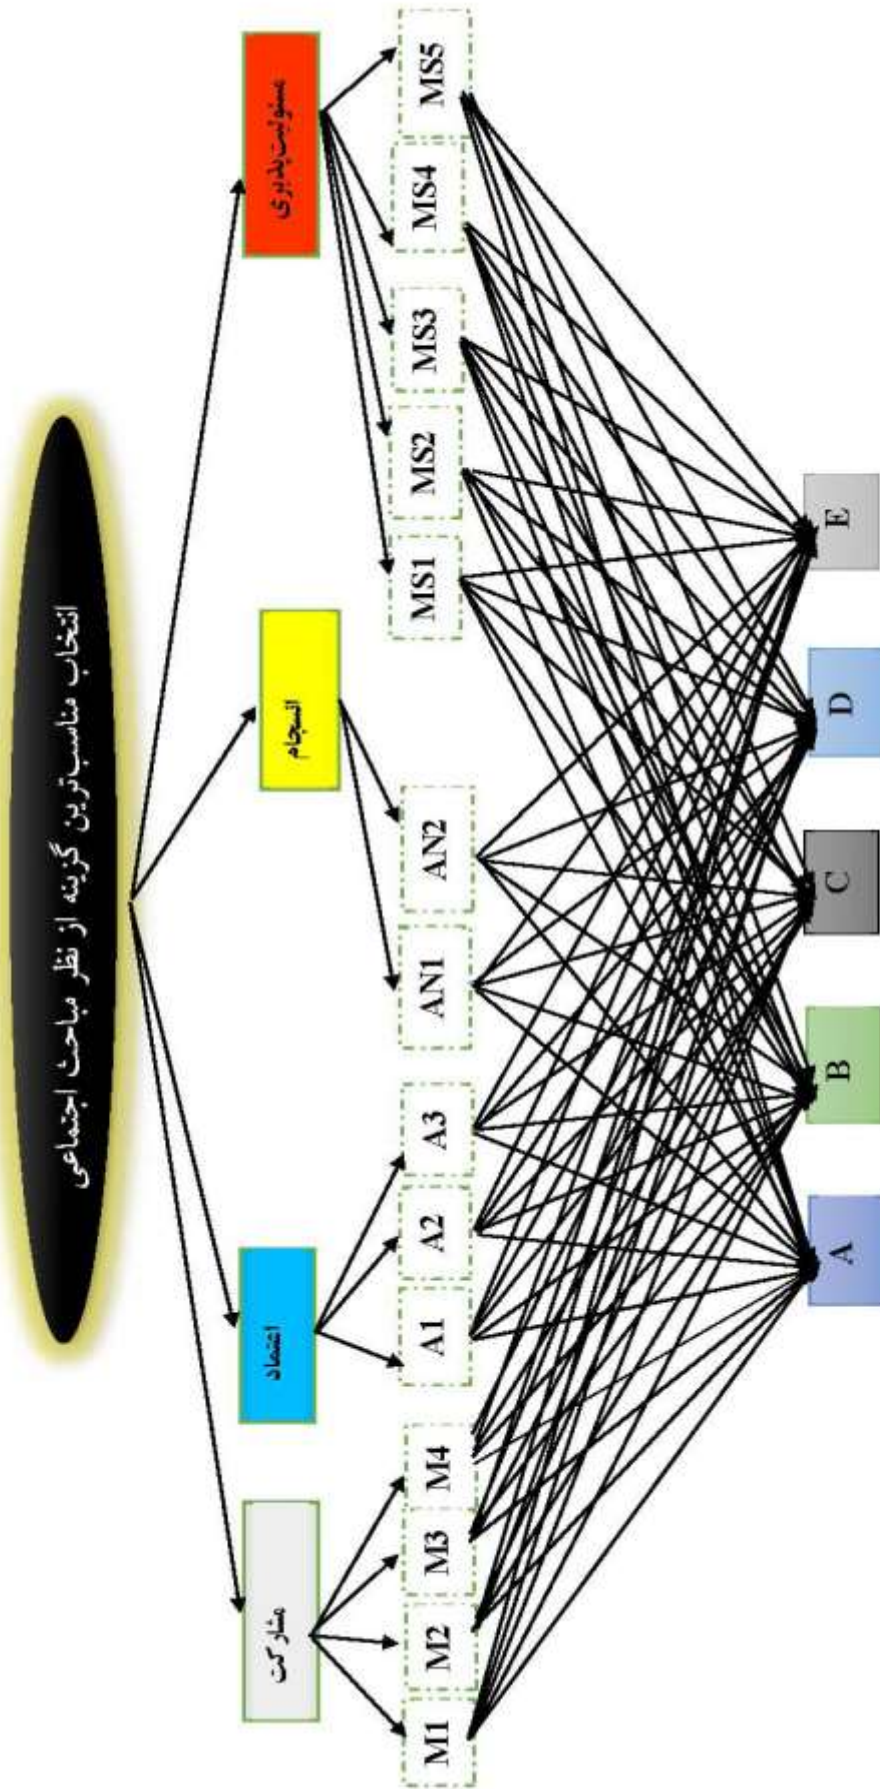 انتخاب مناسب‌ترین گزینه از نظر مباحث اجتماعی
مشارکت
اعتماد
انسجام
مسئولیت‌پذیری
M1
M2
M3
M4
A1
A2
A3
AN1
AN2
MS1
MS2
MS3
MS4
MS5
A
B
C
D
E